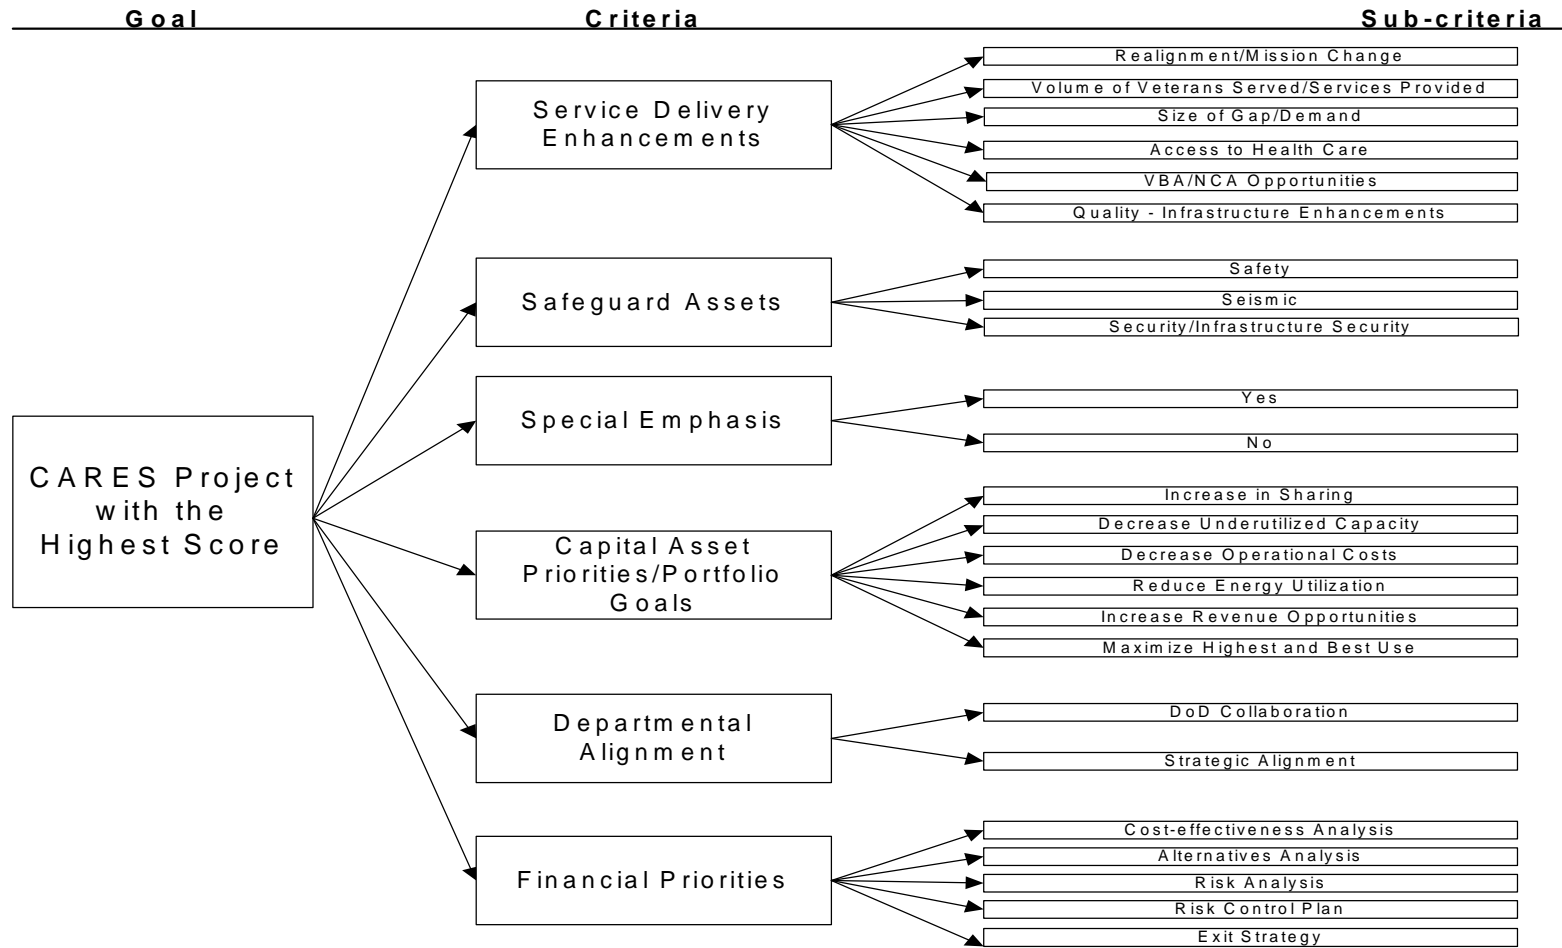 Goal Criteria Sub-criteria
CARES Project
with the
Highest Score
Service Delivery
Enhancements
Realignment/Mission Change
Volume of Veterans Served/Services Provided
Size of Gap/Demand
Access to Health Care
VBA/NCA Opportunities
Quality - Infrastructure Enhancements
Safeguard Assets
Safety
Seismic
Security/Infrastructure Security
Special Emphasis
Yes
No
Capital Asset
Priorities/Portfolio
Goals
Increase in Sharing
Decrease Underutilized Capacity
Decrease Operational Costs
Reduce Energy Utilization
Increase Revenue Opportunities
Maximize Highest and Best Use
Departmental
Alignment
DoD Collaboration
Strategic Alignment
Financial Priorities
Cost-effectiveness Analysis
Alternatives Analysis
Risk Analysis
Risk Control Plan
Exit Strategy